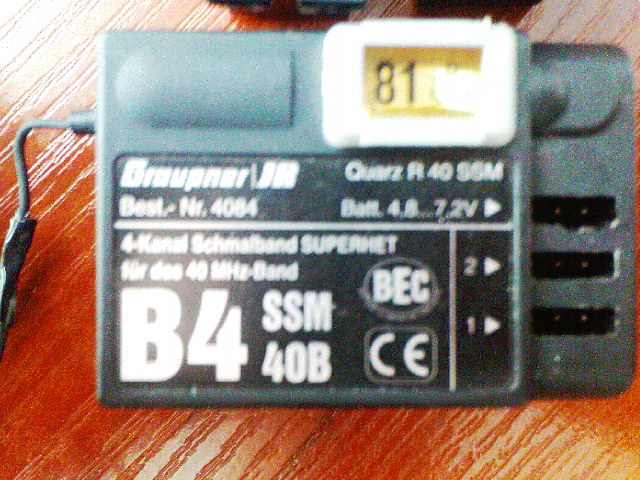 81
Graupner|JR Quarz R 40 SSM
Best.- Nr. 4084 Batt. 4,8...7,2V ▶
4-Kanal Schmalband SUPERHET
für das 40 MHz-Band
B4 SSM
40B
BEC
CE
2 ▶
1 ▶